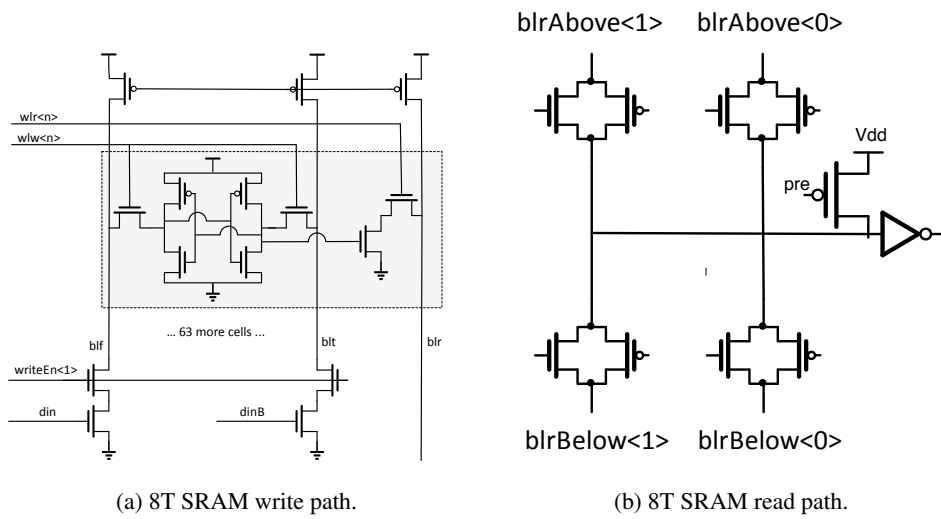 wlr<n>
wlw<n>
... 63 more cells ...
blf
blt
blr
writeEn<1>
din
dinB
(a) 8T SRAM write path.
blrAbove<1>
blrAbove<0>
Vdd
pre
blrBelow<1>
blrBelow<0>
(b) 8T SRAM read path.